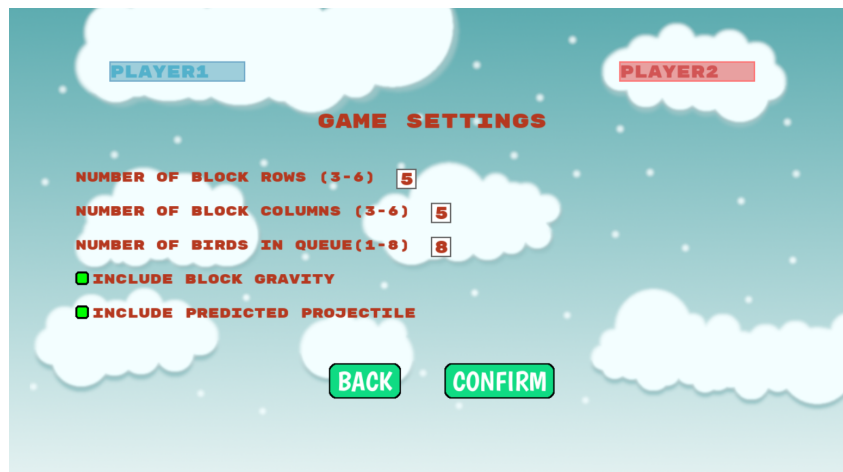 PLAYER1
PLAYER2
GAME SETTINGS
NUMBER OF BLOCK ROWS (3-6) 5
NUMBER OF BLOCK COLUMNS (3-6) 5
NUMBER OF BIRDS IN QUEUE(1-8) 8
INCLUDE BLOCK GRAVITY
INCLUDE PREDICTED PROJECTILE
BACK CONFIRM